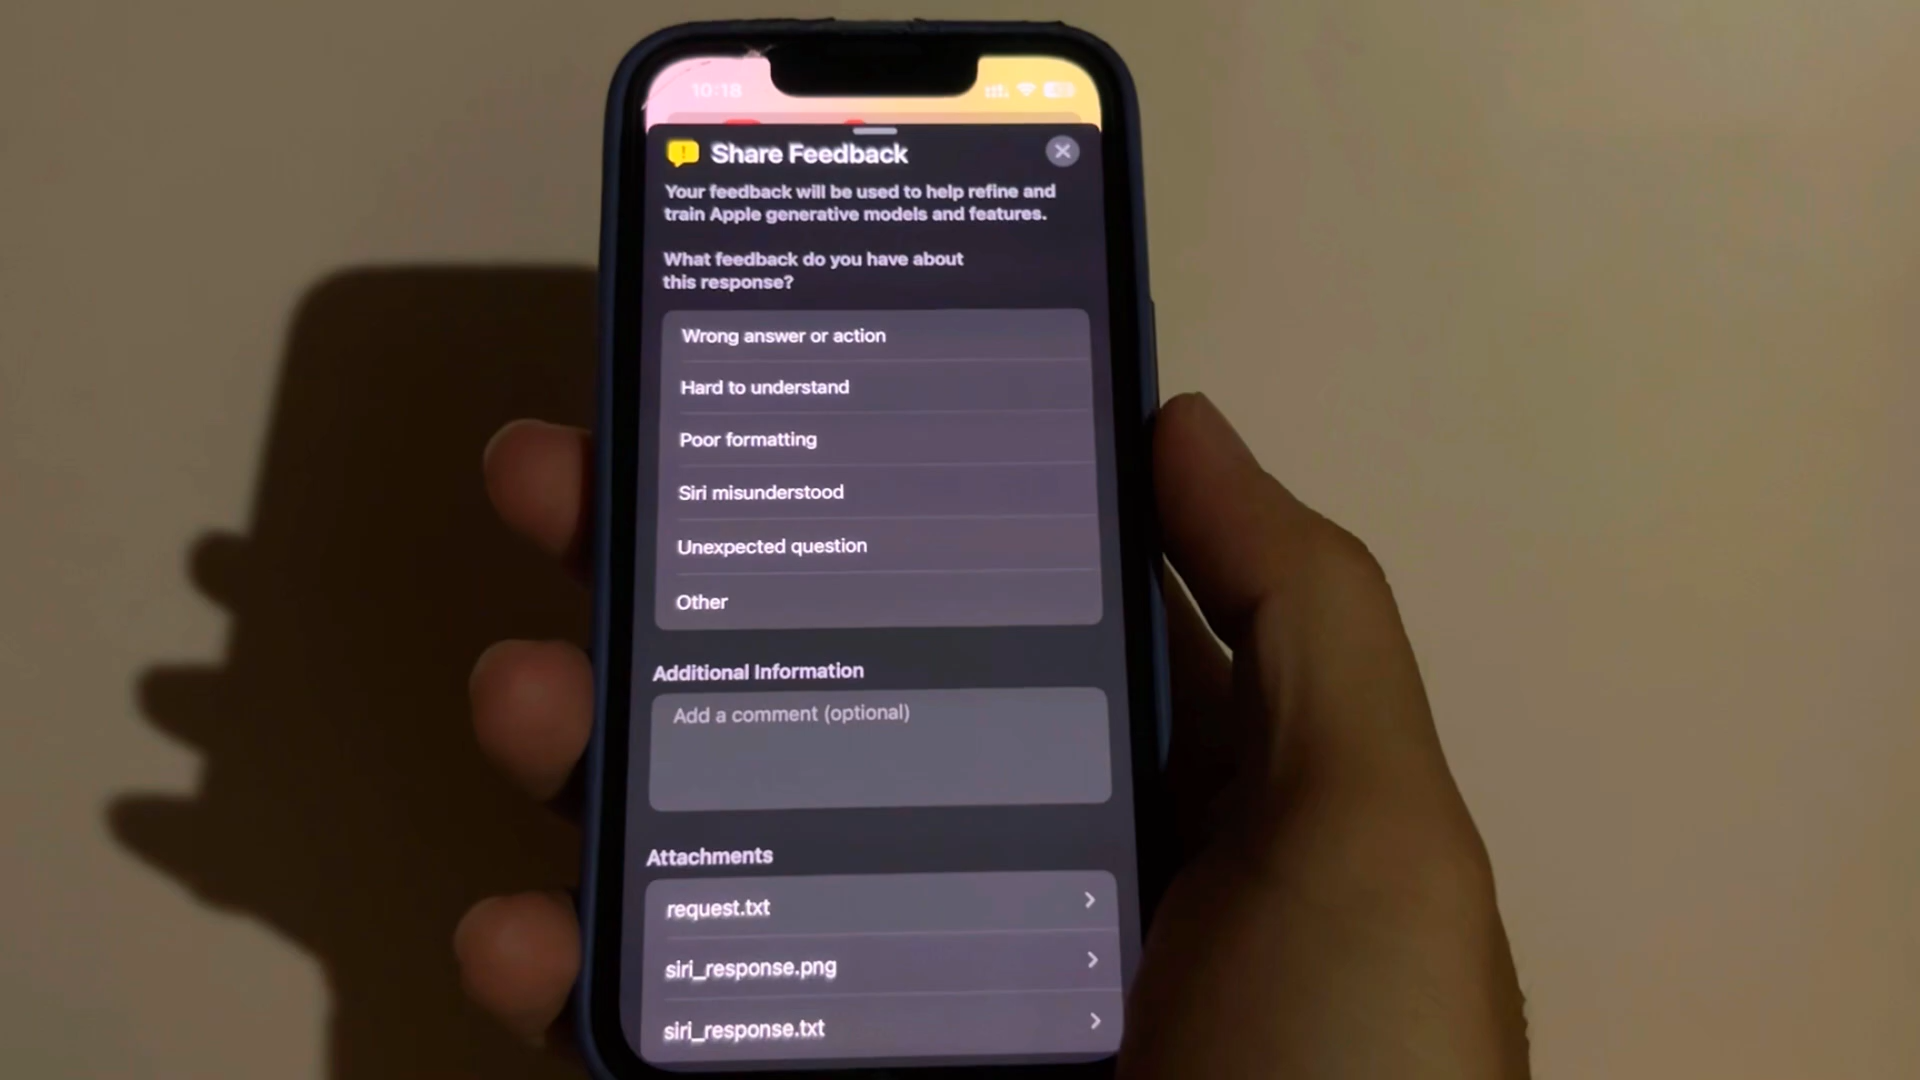 10:18
Share Feedback
Your feedback will be used to help refine and
train Apple generative models and features.
What feedback do you have about
this response?
Wrong answer or action
Hard to understand
Poor formatting
Siri misunderstood
Unexpected question
Other
Additional Information
Add a comment (optional)
Attachments
request.txt
siri_response.png
siri_response.txt